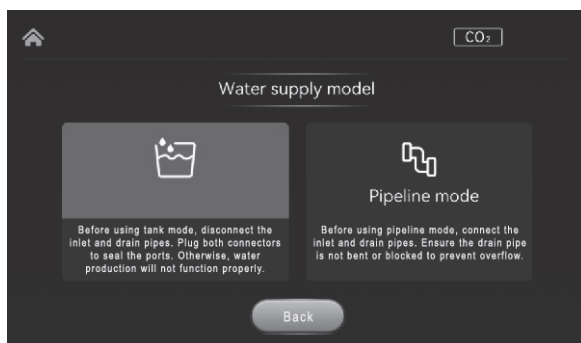 CO₂
Water supply model
Pipeline mode
Before using tank mode, disconnect the
inlet and drain pipes. Plug both connectors
to seal the ports. Otherwise, water
production will not function properly.
Before using pipeline mode, connect the
inlet and drain pipes. Ensure the drain pipe
is not bent or blocked to prevent overflow.
Back